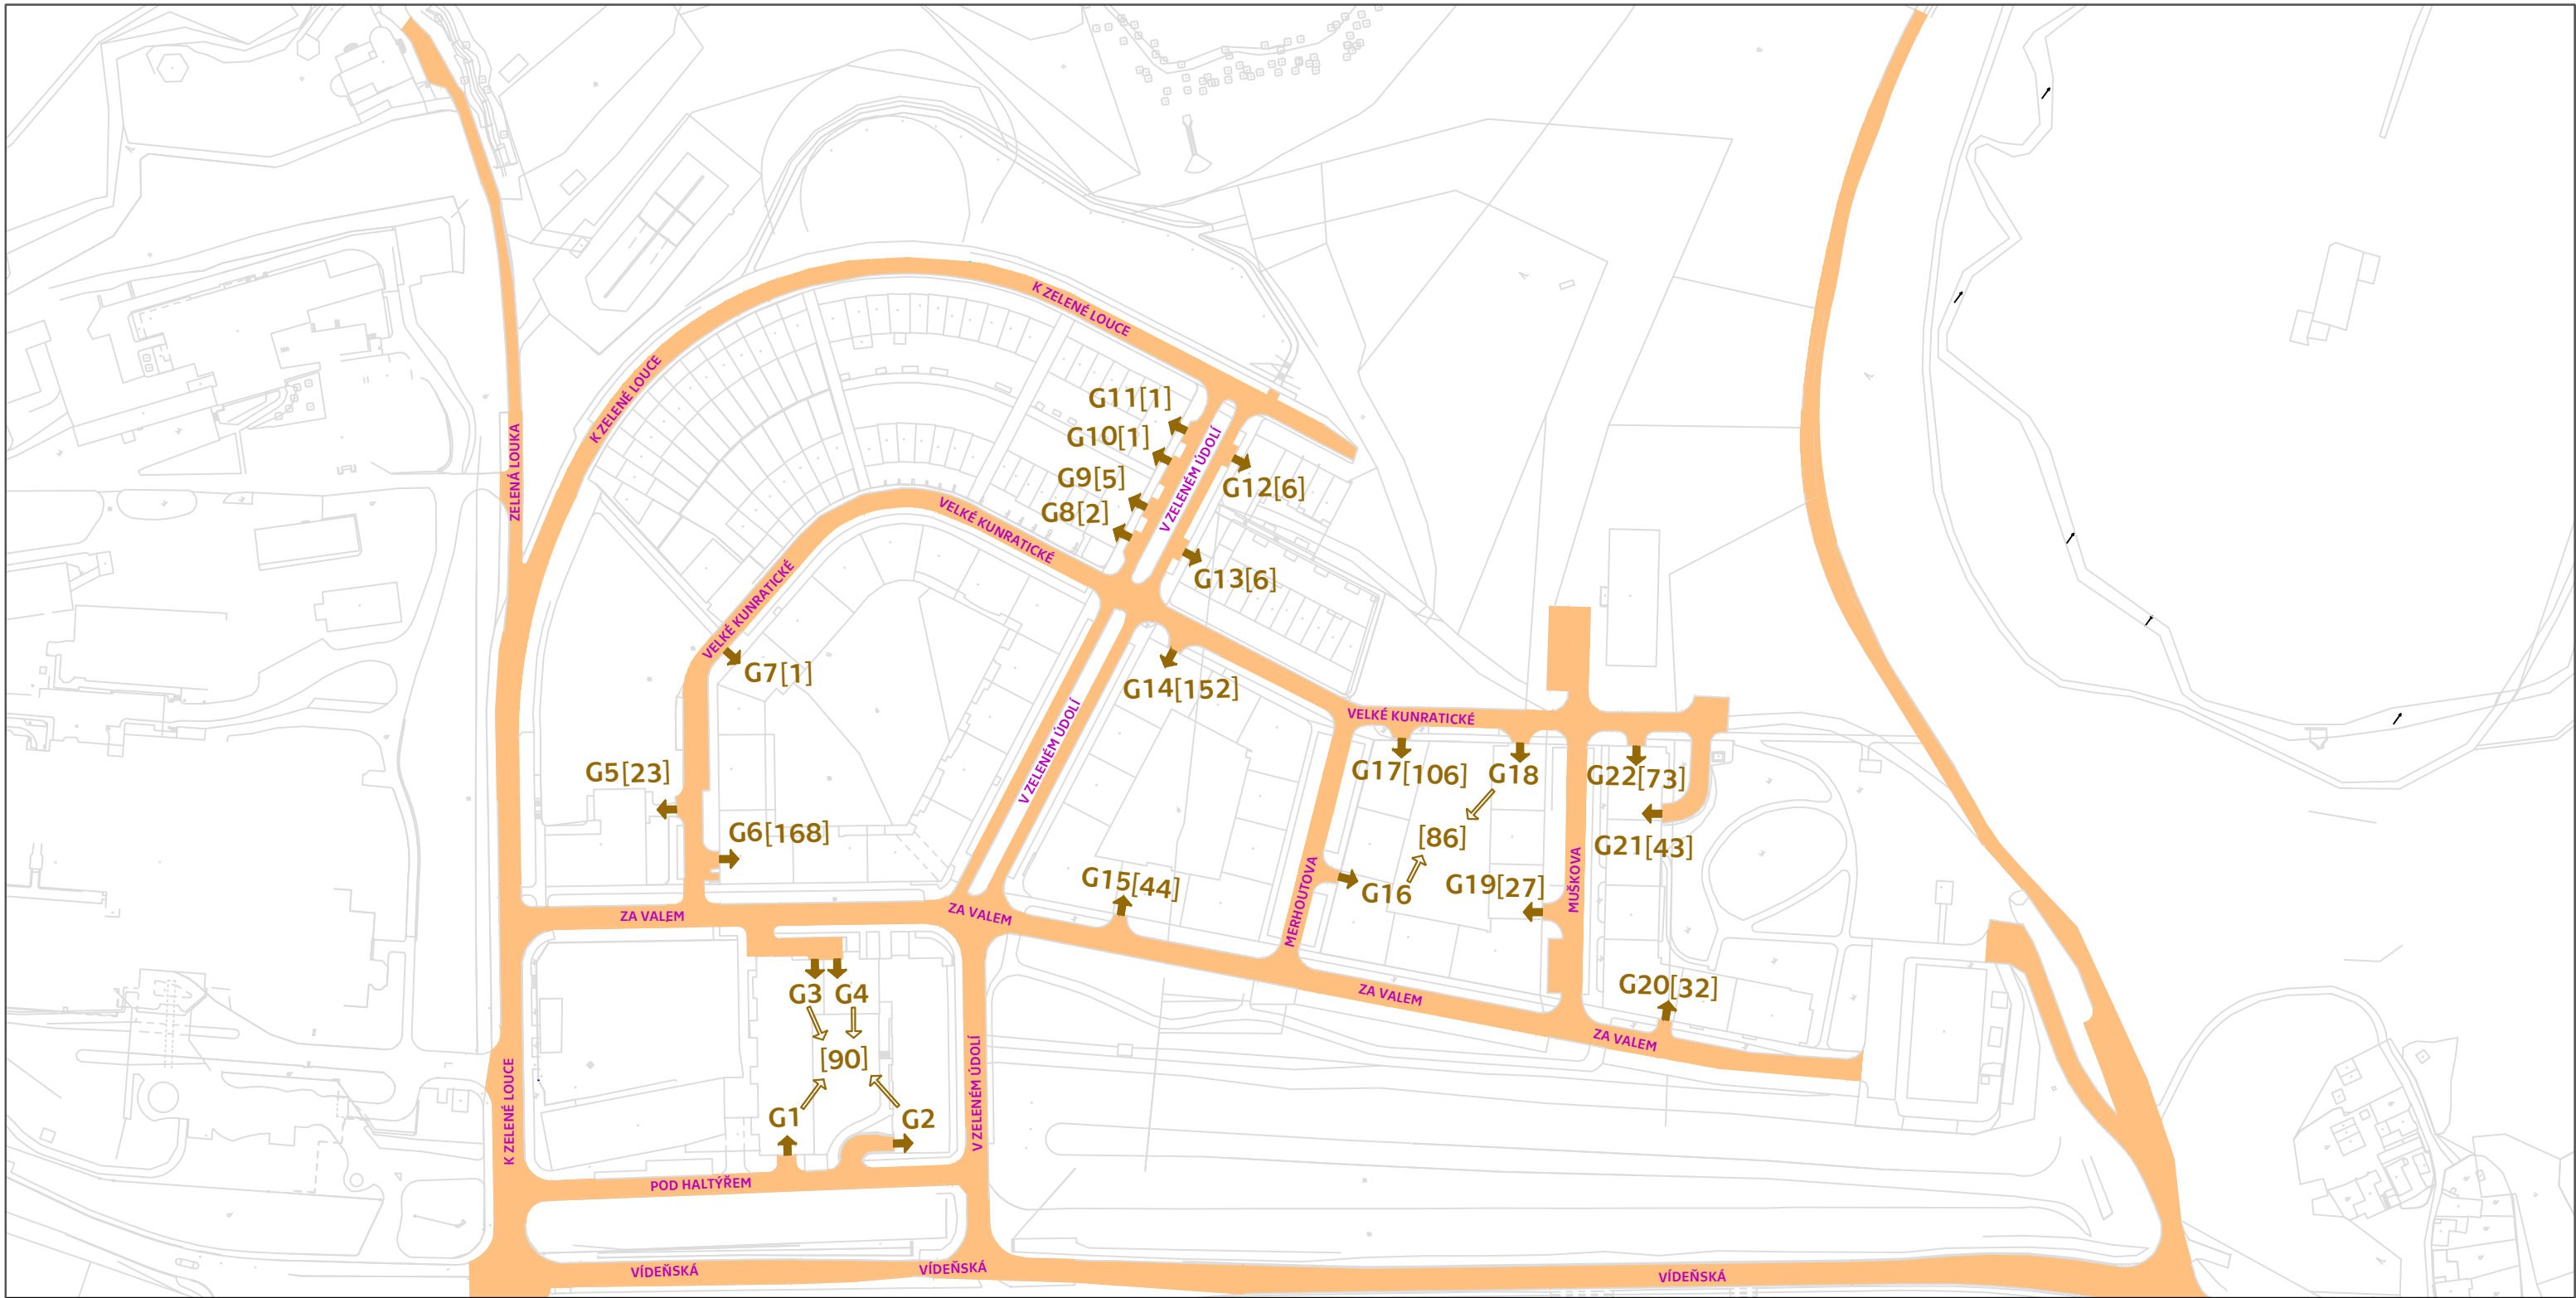 K ZELENÉ LOUCE
K ZELENÉ LOUCE
ZELENÁ LOUKA
G11[1]
G10[1]
G9[5]
G8[2]
V ZELENÉM ÚDOLÍ
G12[6]
G13[6]
VELKÉ KUNRATICKÉ
VELKÉ KUNRATICKÉ
G7[1]
G14[152]
VELKÉ KUNRATICKÉ
V ZELENÉM ÚDOLÍ
G5[23]
G6[168]
G17[106]
G18
G22[73]
[86]
G21[43]
G15[44]
G16
G19[27]
MUŠKOVA
MERHOUTOVA
ZA VALEM
ZA VALEM
ZA VALEM
G20[32]
ZA VALEM
G3
G4
[90]
G1
G2
K ZELENÉ LOUCE
V ZELENÉM ÚDOLÍ
POD HALTÝŘEM
VÍDEŇSKÁ
VÍDEŇSKÁ
VÍDEŇSKÁ